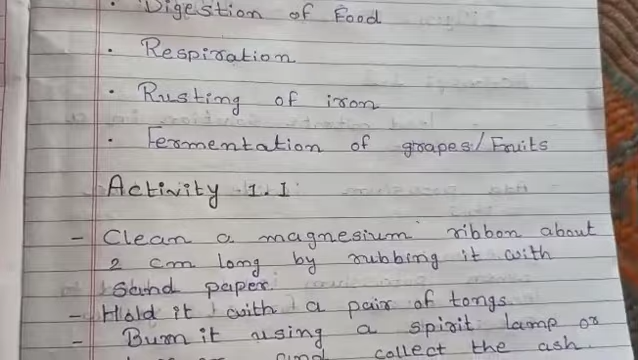 · Digestion of Food
· Respiration
· Rusting of iron
· Fermentation of grapes/Fruits
Activity 1.1
- Clean a magnesium ribbon about
2 cm long by rubbing it with
sand paper.
- Hold it with a pair of tongs
- Burn it using a spirit lamp or
and collect the ash.